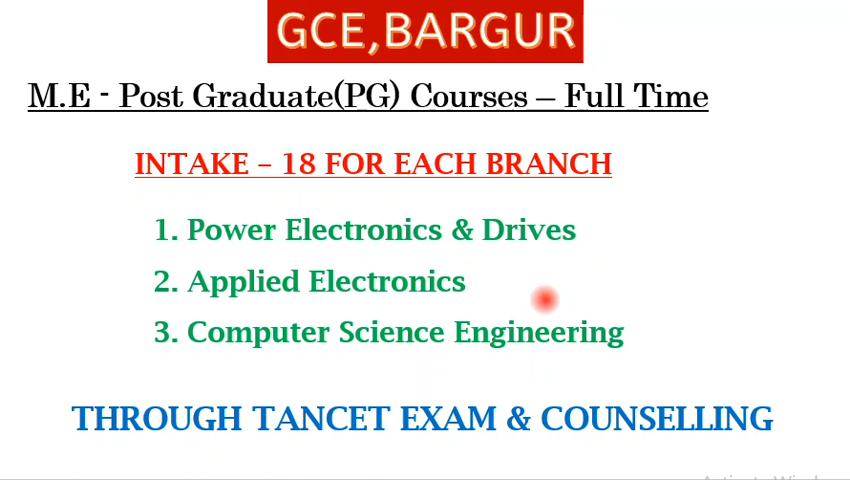 GCE,BARGUR
M.E - Post Graduate(PG) Courses – Full Time
INTAKE – 18 FOR EACH BRANCH
1. Power Electronics & Drives
2. Applied Electronics
3. Computer Science Engineering
THROUGH TANCET EXAM & COUNSELLING